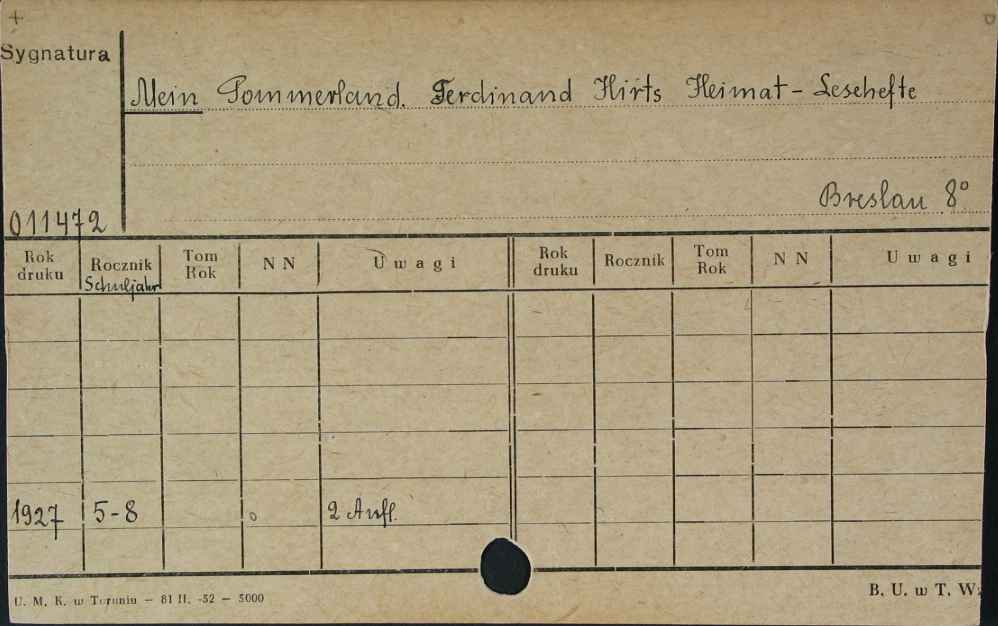 +
Sygnatura
Mein Pommerland. Ferdinand Hirts Heimat - Lesehefte
Breslau 8°
011472
Rok druku Rocznik Schuljahr Tom Rok N N Uwagi Rok druku Rocznik Tom Rok N N Uwagi
1927 5-8 o 2 Aufl.
U. M. K. w Toruniu — 81 II. -52 — 5000
B. U. w T. W